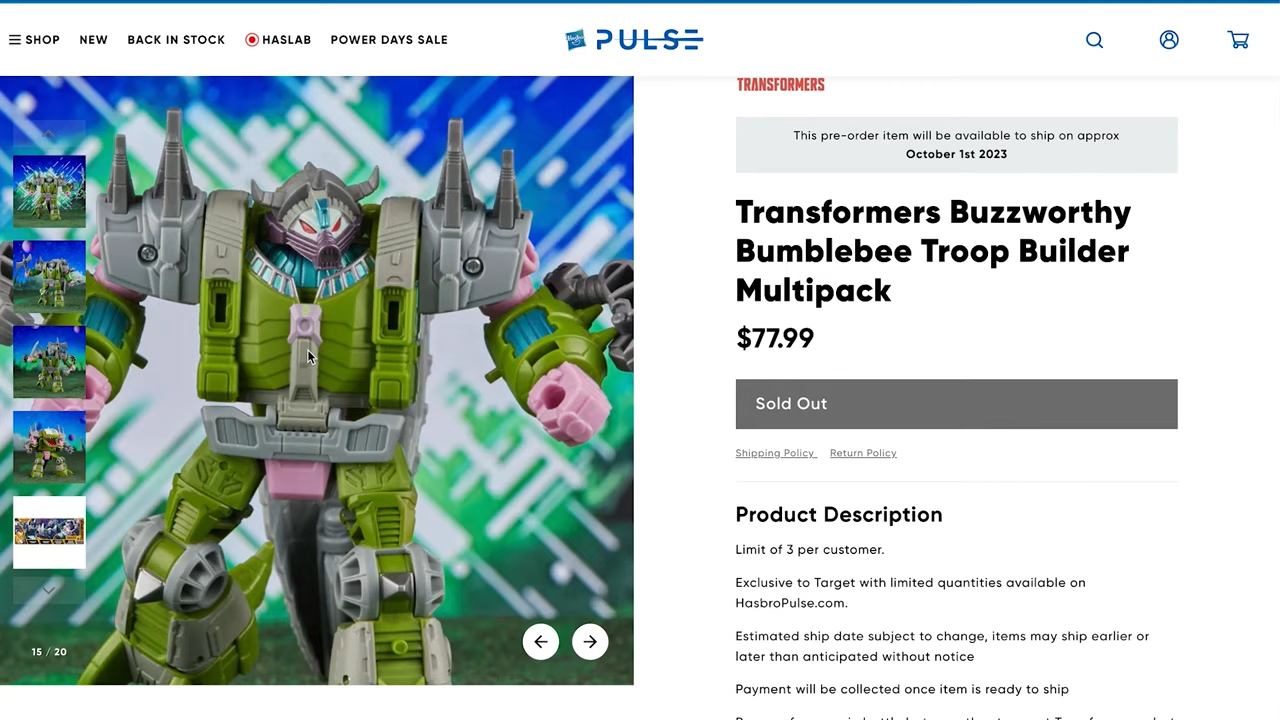 SHOP NEW BACK IN STOCK HASLAB POWER DAYS SALE
Hasbro PULSE
TRANSFORMERS
This pre-order item will be available to ship on approx
October 1st 2023
Transformers Buzzworthy
Bumblebee Troop Builder
Multipack
$77.99
Sold Out
Shipping Policy Return Policy
Product Description
Limit of 3 per customer.
Exclusive to Target with limited quantities available on
HasbroPulse.com.
Estimated ship date subject to change, items may ship earlier or
later than anticipated without notice
Payment will be collected once item is ready to ship
15 / 20